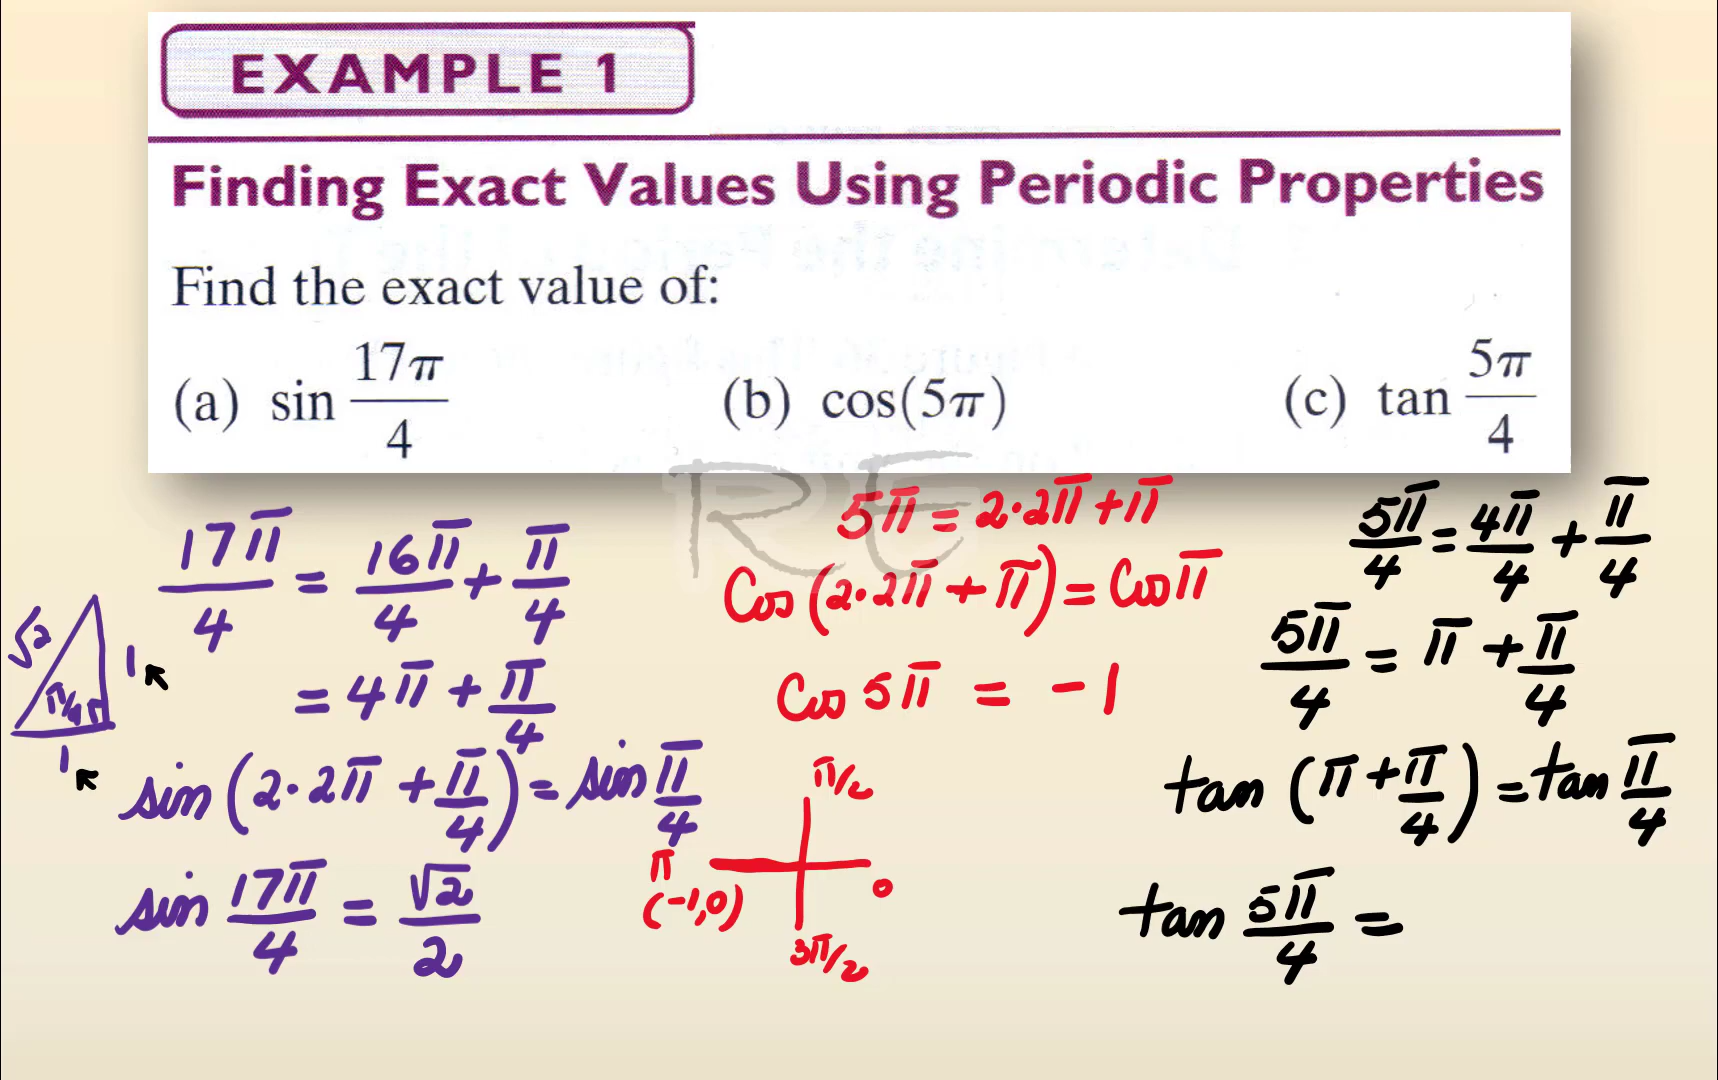 EXAMPLE 1
Finding Exact Values Using Periodic Properties
Find the exact value of:
(a) sin 17π/4 (b) cos(5π) (c) tan 5π/4
17π/4 = 16π/4 + π/4
= 4π + π/4
sin (2·2π + π/4) = sin π/4
sin 17π/4 = √2/2
√2
1
π/4
1
5π = 2·2π + π
Cos (2·2π + π) = Cos π
Cos 5π = -1
π/2
π
(-1,0)
0
3π/2
5π/4 = 4π/4 + π/4
5π/4 = π + π/4
tan (π + π/4) = tan π/4
tan 5π/4 =
RE